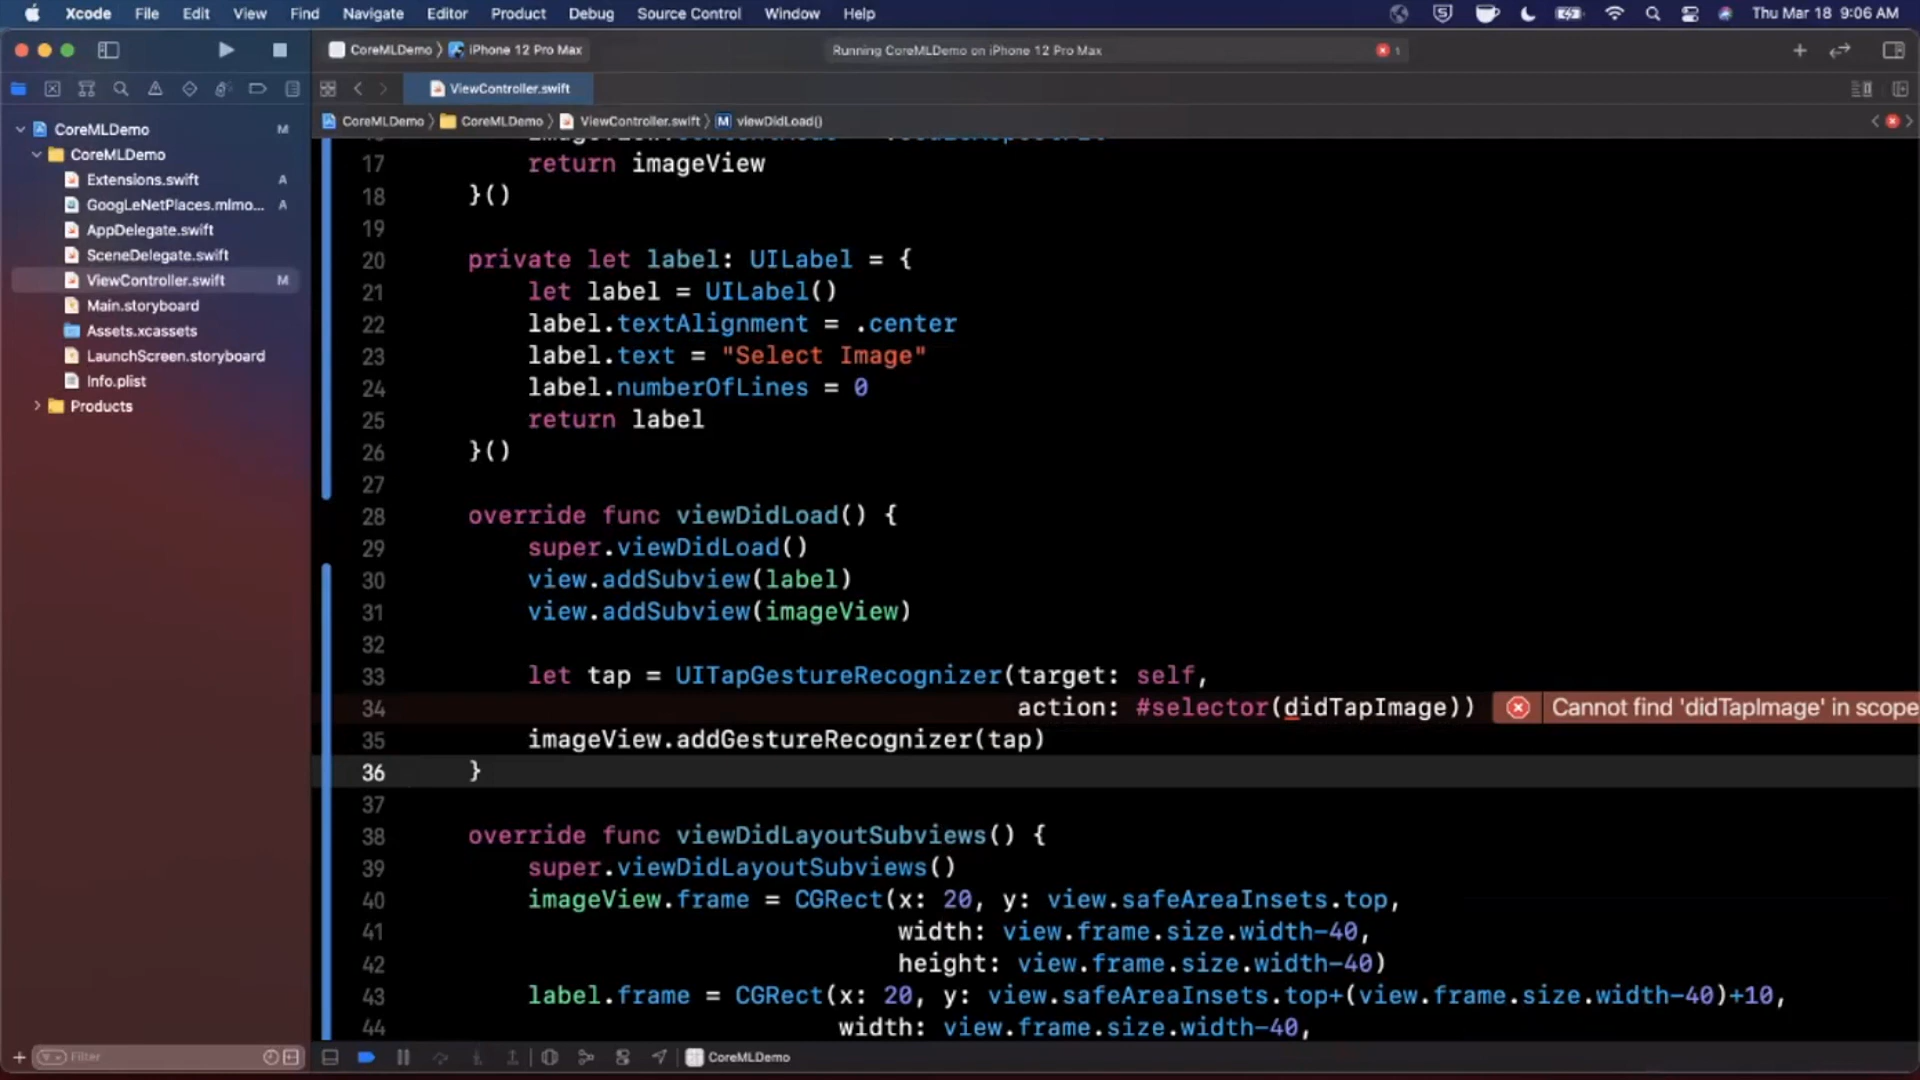 Xcode File Edit View Find Navigate Editor Product Debug Source Control Window Help Thu Mar 18 9:06 AM
CoreMLDemo iPhone 12 Pro Max Running CoreMLDemo on iPhone 12 Pro Max 1
ViewController.swift
CoreMLDemo CoreMLDemo ViewController.swift M viewDidLoad()
CoreMLDemo M
CoreMLDemo
Extensions.swift A
GoogLeNetPlaces.mlmo... A
AppDelegate.swift
SceneDelegate.swift
ViewController.swift M
Main.storyboard
Assets.xcassets
LaunchScreen.storyboard
Info.plist
Products
17 return imageView
18 }()
19
20 private let label: UILabel = {
21 let label = UILabel()
22 label.textAlignment = .center
23 label.text = "Select Image"
24 label.numberOfLines = 0
25 return label
26 }()
27
28 override func viewDidLoad() {
29 super.viewDidLoad()
30 view.addSubview(label)
31 view.addSubview(imageView)
32
33 let tap = UITapGestureRecognizer(target: self,
34 action: #selector(didTapImage)) Cannot find 'didTapImage' in scope
35 imageView.addGestureRecognizer(tap)
36 }
37
38 override func viewDidLayoutSubviews() {
39 super.viewDidLayoutSubviews()
40 imageView.frame = CGRect(x: 20, y: view.safeAreaInsets.top,
41 width: view.frame.size.width-40,
42 height: view.frame.size.width-40)
43 label.frame = CGRect(x: 20, y: view.safeAreaInsets.top+(view.frame.size.width-40)+10,
44 width: view.frame.size.width-40,
Filter CoreMLDemo